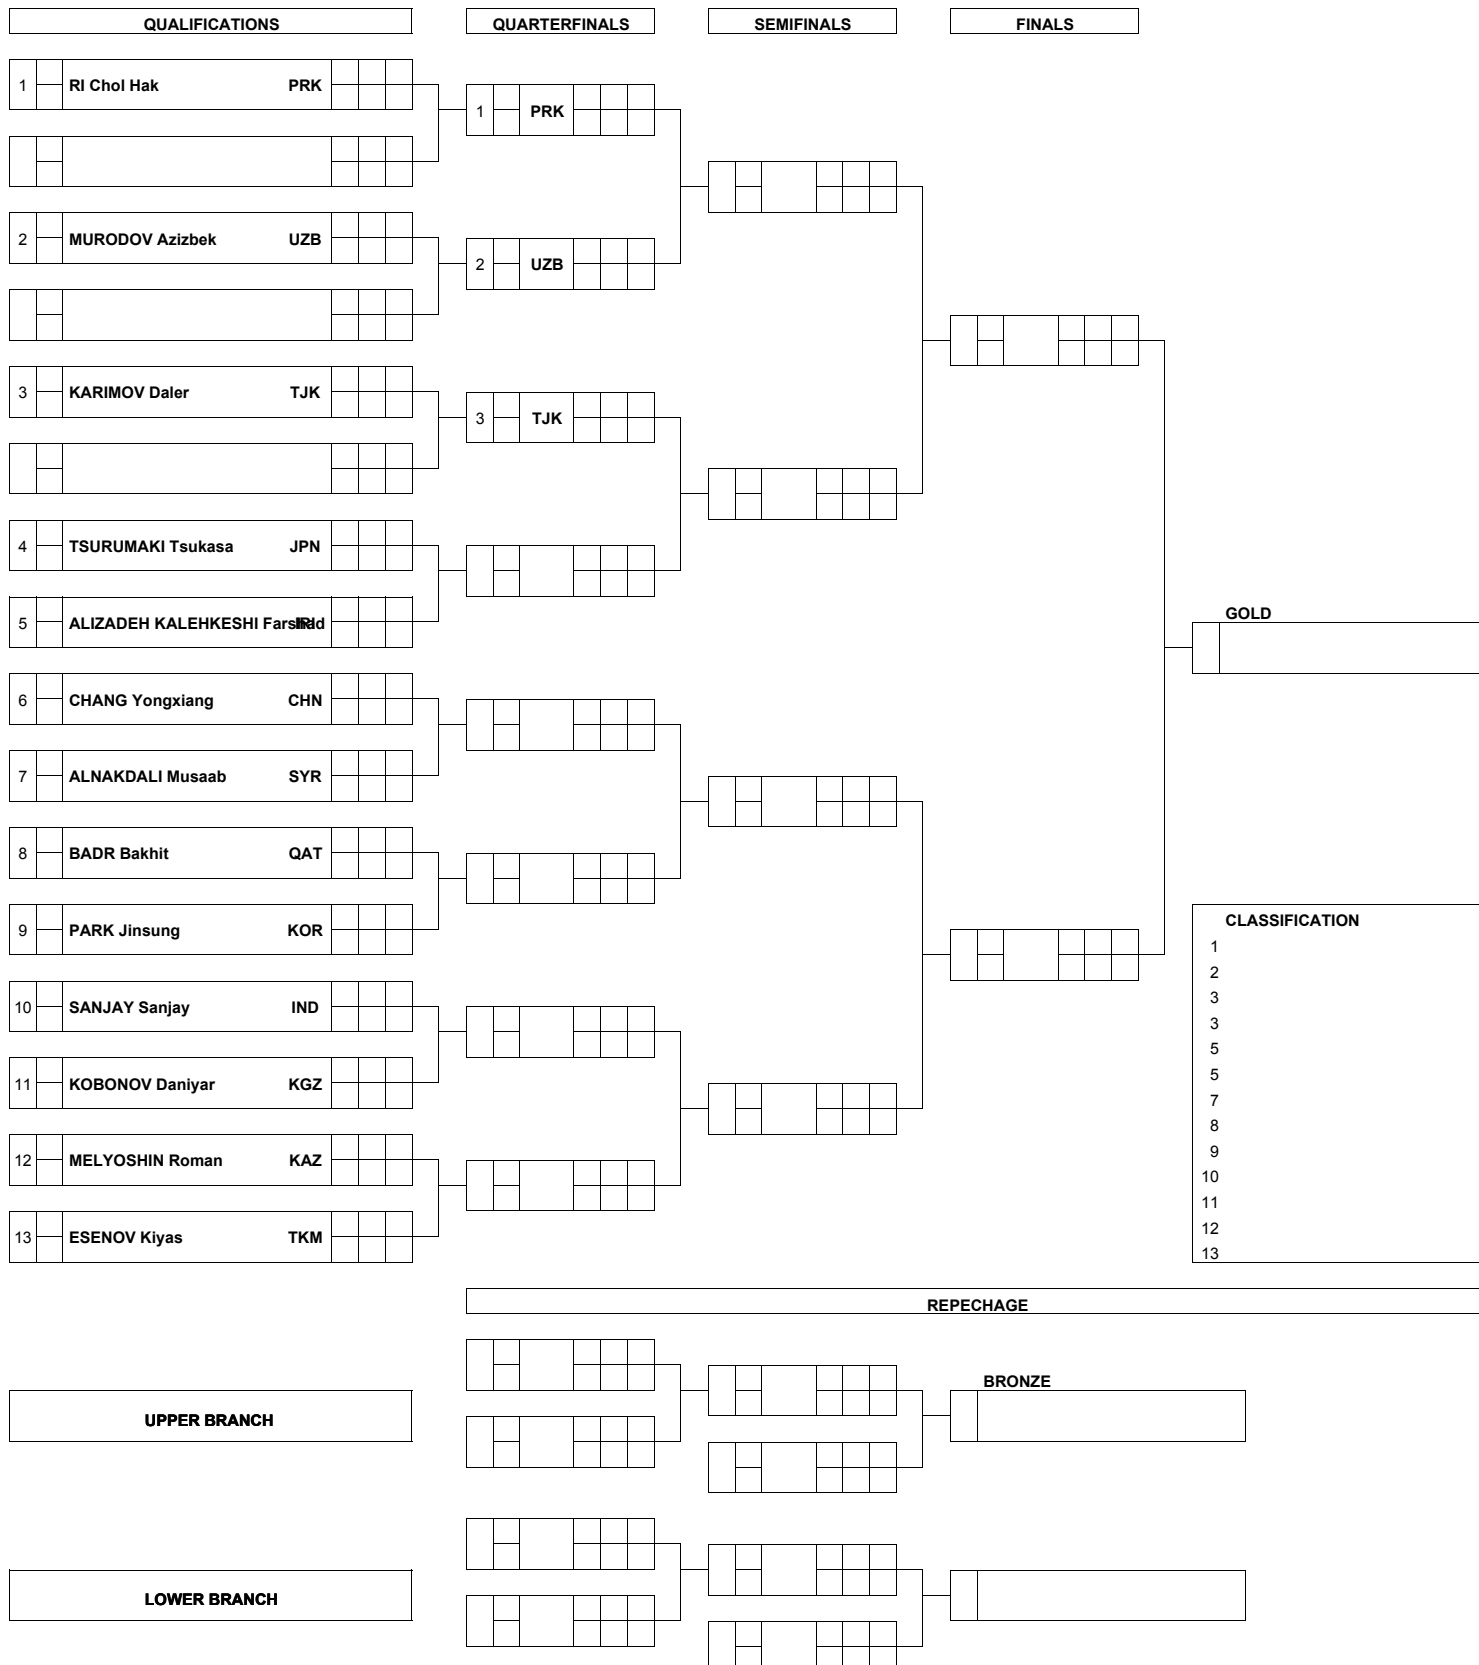 QUALIFICATIONS QUARTERFINALS SEMIFINALS FINALS
1 RI Chol Hak PRK
1 PRK
2 MURODOV Azizbek UZB
2 UZB
3 KARIMOV Daler TJK
3 TJK
4 TSURUMAKI Tsukasa JPN
5 ALIZADEH KALEHKESHI Farshad IRI
GOLD
6 CHANG Yongxiang CHN
7 ALNAKDALI Musaab SYR
8 BADR Bakhit QAT
9 PARK Jinsung KOR
10 SANJAY Sanjay IND
11 KOBONOV Daniyar KGZ
12 MELYOSHIN Roman KAZ
13 ESENOV Kiyas TKM
CLASSIFICATION
1
2
3
3
5
5
7
8
9
10
11
12
13
REPECHAGE
BRONZE
UPPER BRANCH
LOWER BRANCH